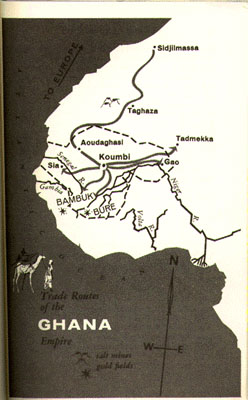 TO EUROPE
Sidjilmassa
Taghaza
Tadmekka
Aoudaghasi
Koumbi
Gao
Sia
Senegal
R.
Gambia
BAMBUK
BURE
Niger
R.
Volta
R.
Trade Routes
of the
GHANA
Empire
salt mines
gold fields
N
W
E
S